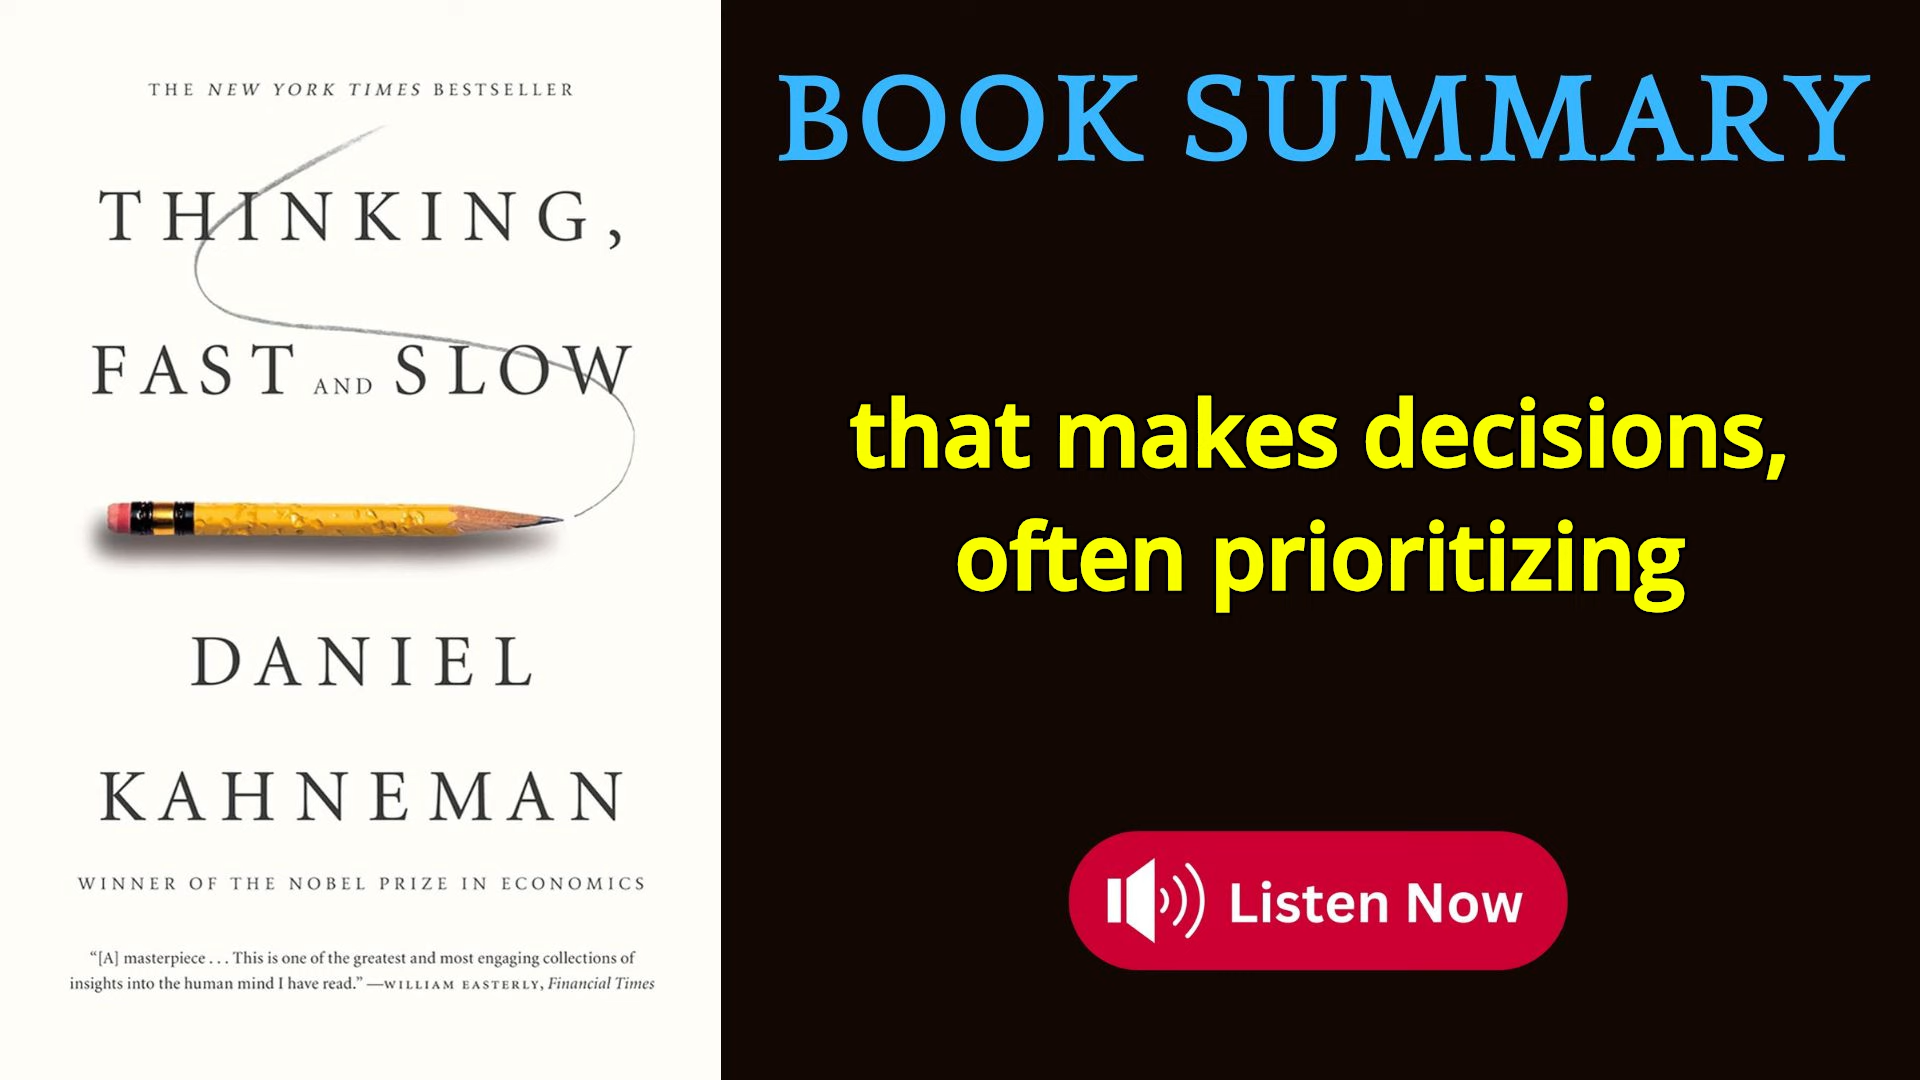 THE NEW YORK TIMES BESTSELLER
THINKING,
FAST AND SLOW
DANIEL
KAHNEMAN
WINNER OF THE NOBEL PRIZE IN ECONOMICS
“[A] masterpiece . . . This is one of the greatest and most engaging collections of
insights into the human mind I have read.” —WILLIAM EASTERLY, Financial Times
BOOK SUMMARY
that makes decisions,
often prioritizing
Listen Now